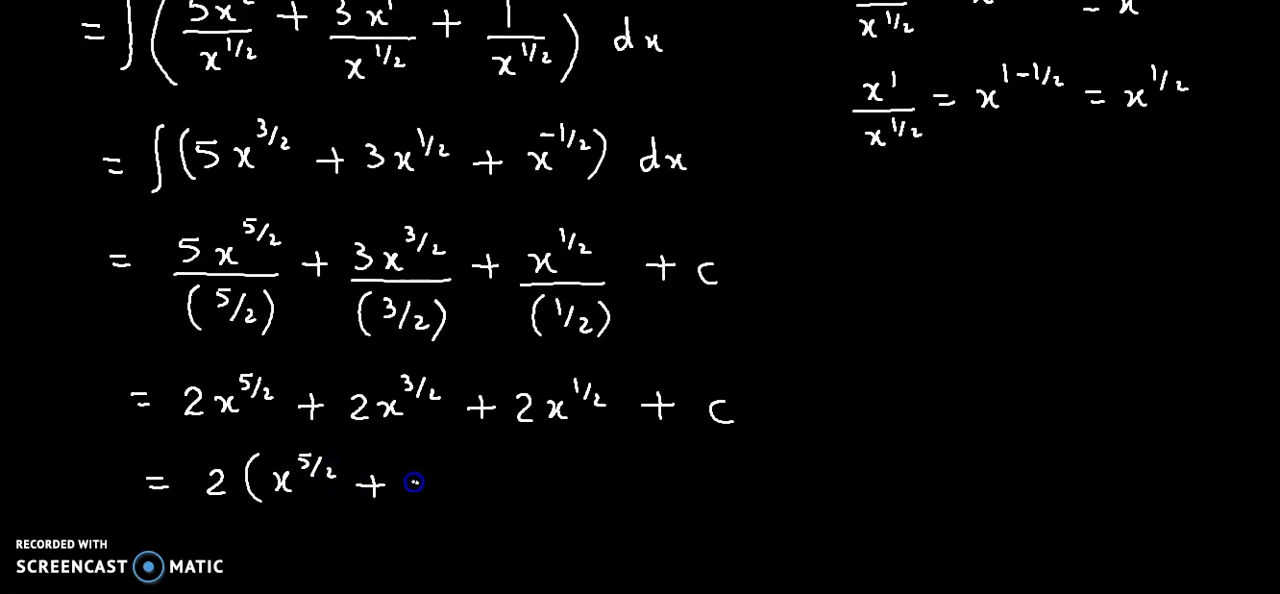 = ∫ ( 5x²/x^1/2 + 3x¹/x^1/2 + 1/x^1/2 ) dx
x^1/2
= x
x¹/x^1/2 = x^1-1/2 = x^1/2
= ∫ (5x^3/2 + 3x^1/2 + x^-1/2) dx
= 5x^5/2/(5/2) + 3x^3/2/(3/2) + x^1/2/(1/2) + c
= 2x^5/2 + 2x^3/2 + 2x^1/2 + c
= 2 (x^5/2 +
RECORDED WITH
SCREENCAST MATIC